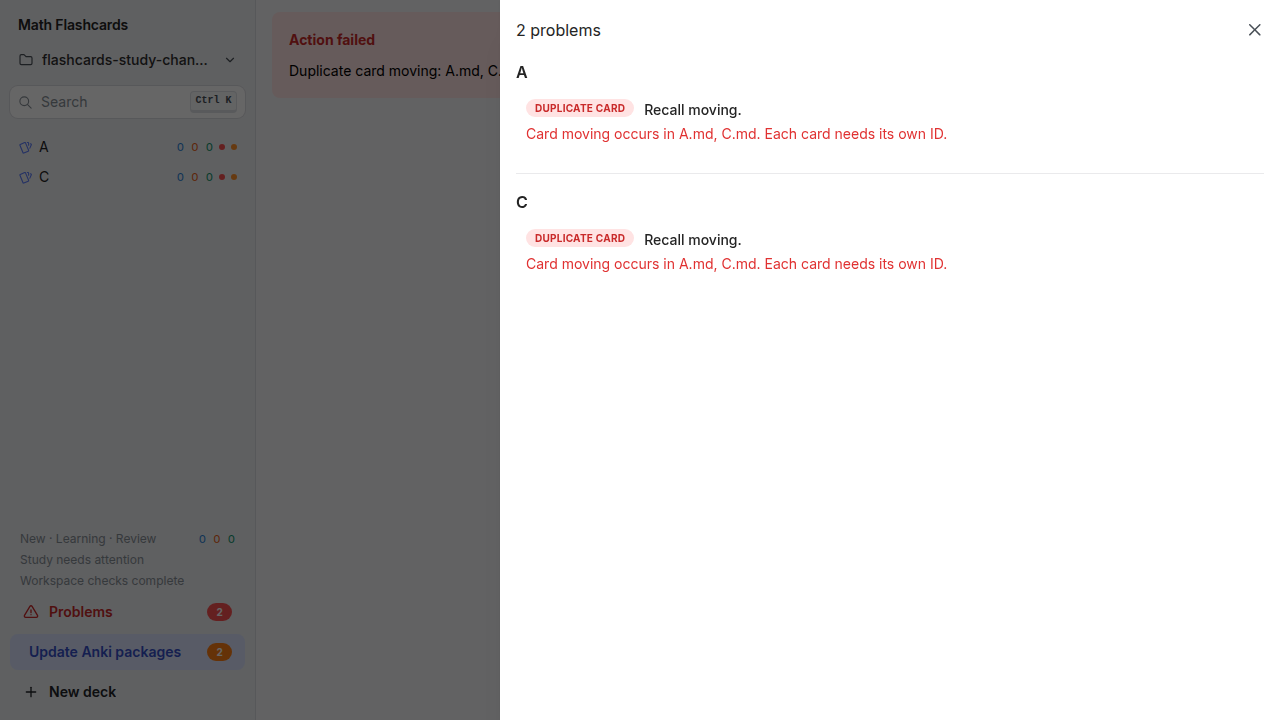 Math Flashcards
flashcards-study-chan...
Search
Ctrl K
A
0 0 0
C
0 0 0
New · Learning · Review
0 0 0
Study needs attention
Workspace checks complete
Problems
2
Update Anki packages
2
New deck
Action failed
Duplicate card moving: A.md, C.
2 problems
A
DUPLICATE CARD Recall moving.
Card moving occurs in A.md, C.md. Each card needs its own ID.
C
DUPLICATE CARD Recall moving.
Card moving occurs in A.md, C.md. Each card needs its own ID.